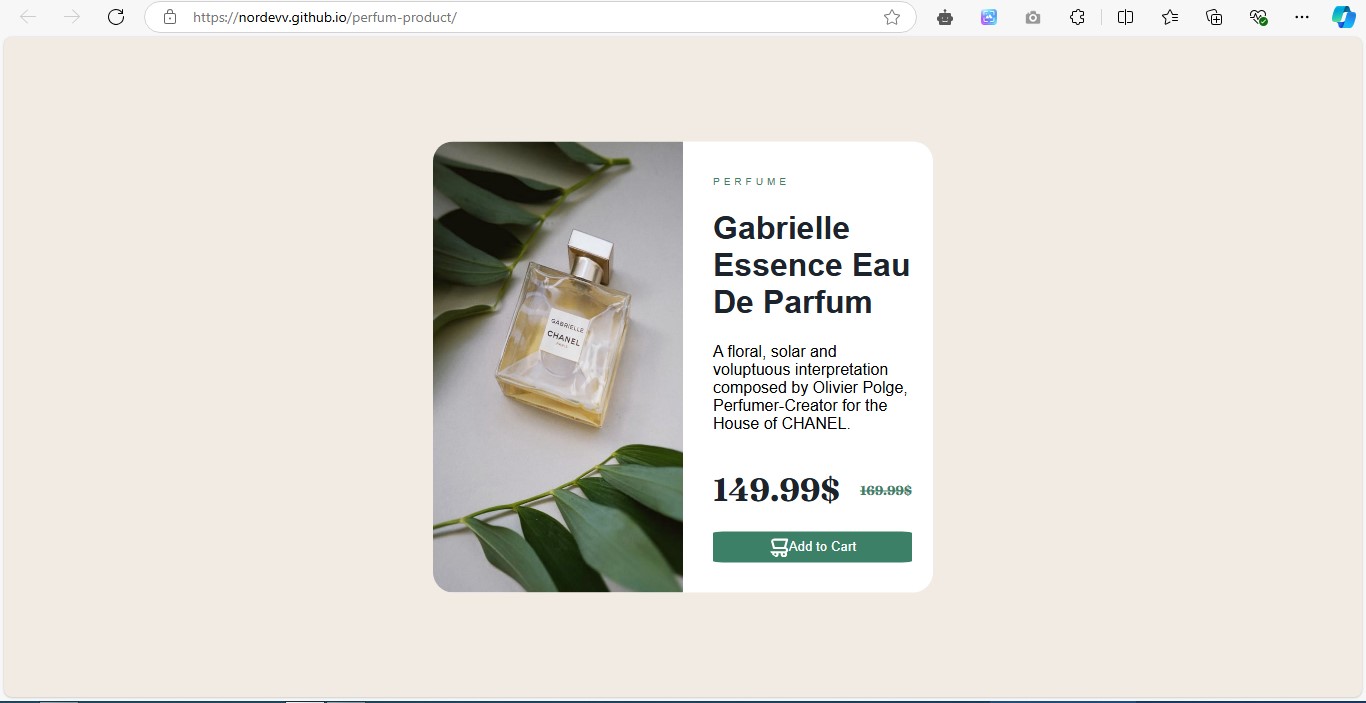 https://nordevv.github.io/perfum-product/
PERFUME
Gabrielle
Essence Eau
De Parfum
GABRIELLE
CHANEL
PARIS
A floral, solar and
voluptuous interpretation
composed by Olivier Polge,
Perfumer-Creator for the
House of CHANEL.
149.99$ 169.99$
Add to Cart